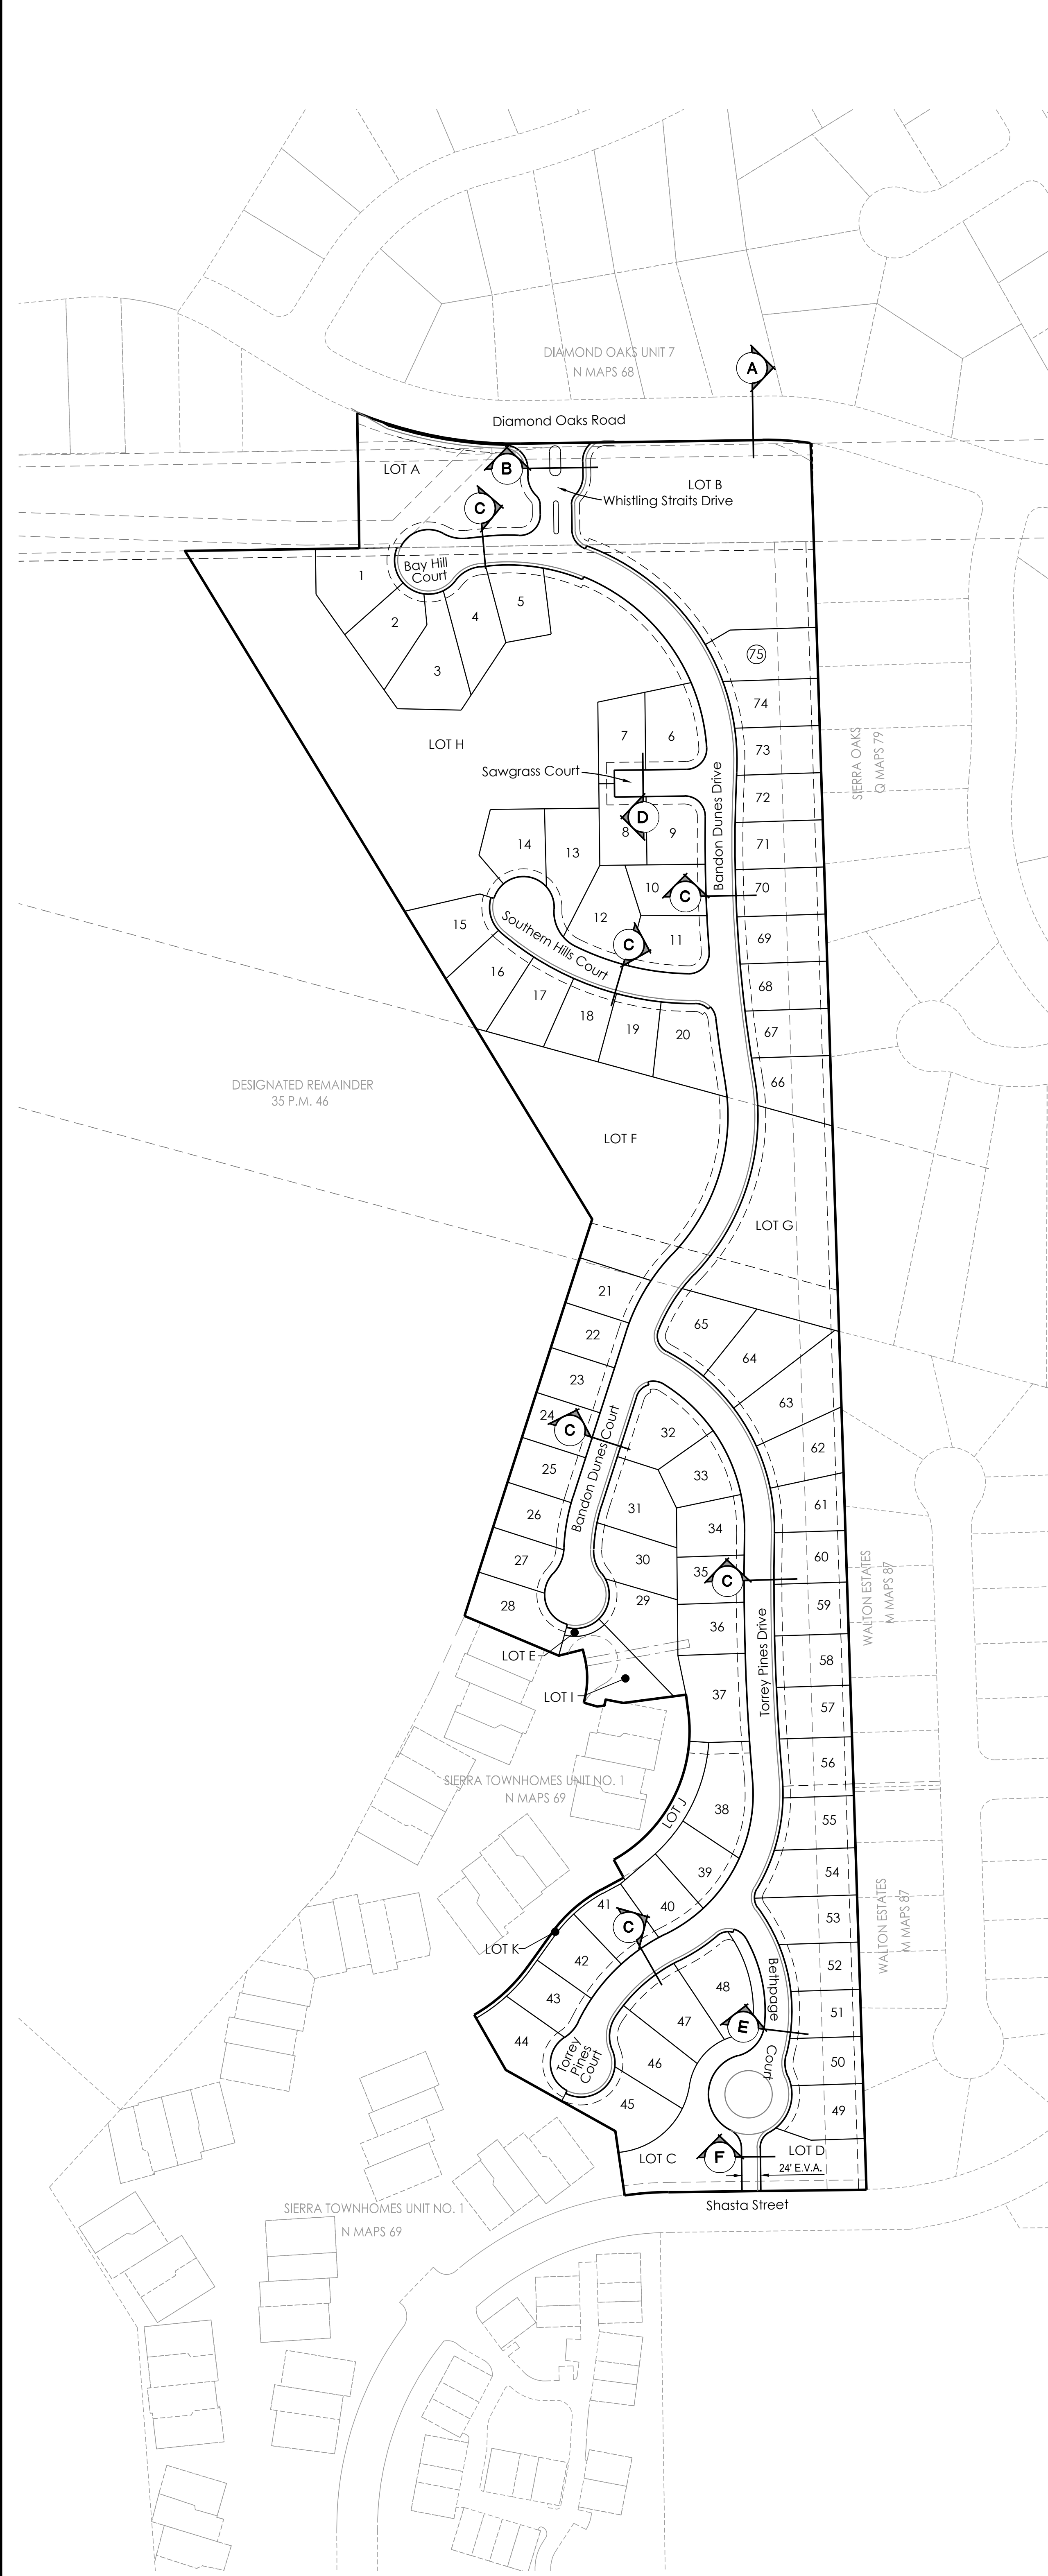 DIAMOND OAKS UNIT 7
N MAPS 68
A
Diamond Oaks Road
LOT A
B
LOT B
Whistling Straits Drive
C
Bay Hill
Court
1
2
3
4
5
75
74
LOT H
7
6
73
SIERRA OAKS
Q MAPS 79
Sawgrass Court
Bandon Dunes Drive
72
D
8
9
71
14
13
10
C
70
12
11
C
69
15
Southern Hills Court
16
17
18
19
20
68
67
66
DESIGNATED REMAINDER
35 P.M. 46
LOT F
LOT G
21
22
23
24
C
25
26
27
28
Bandon Dunes Court
65
64
63
62
32
33
31
34
61
30
35
C
60
29
36
59
WALTON ESTATES
M MAPS 87
LOT E
LOT I
Torrey Pines Drive
58
37
57
56
SIERRA TOWNHOMES UNIT NO. 1
N MAPS 69
LOT J
38
55
39
54
40
41
C
53
WALTON ESTATES
M MAPS 87
LOT K
42
43
44
48
47
46
45
Bethpage
Court
52
51
E
50
49
Torrey
Pines
Court
LOT C
F
LOT D
24' E.V.A.
Shasta Street
SIERRA TOWNHOMES UNIT NO. 1
N MAPS 69